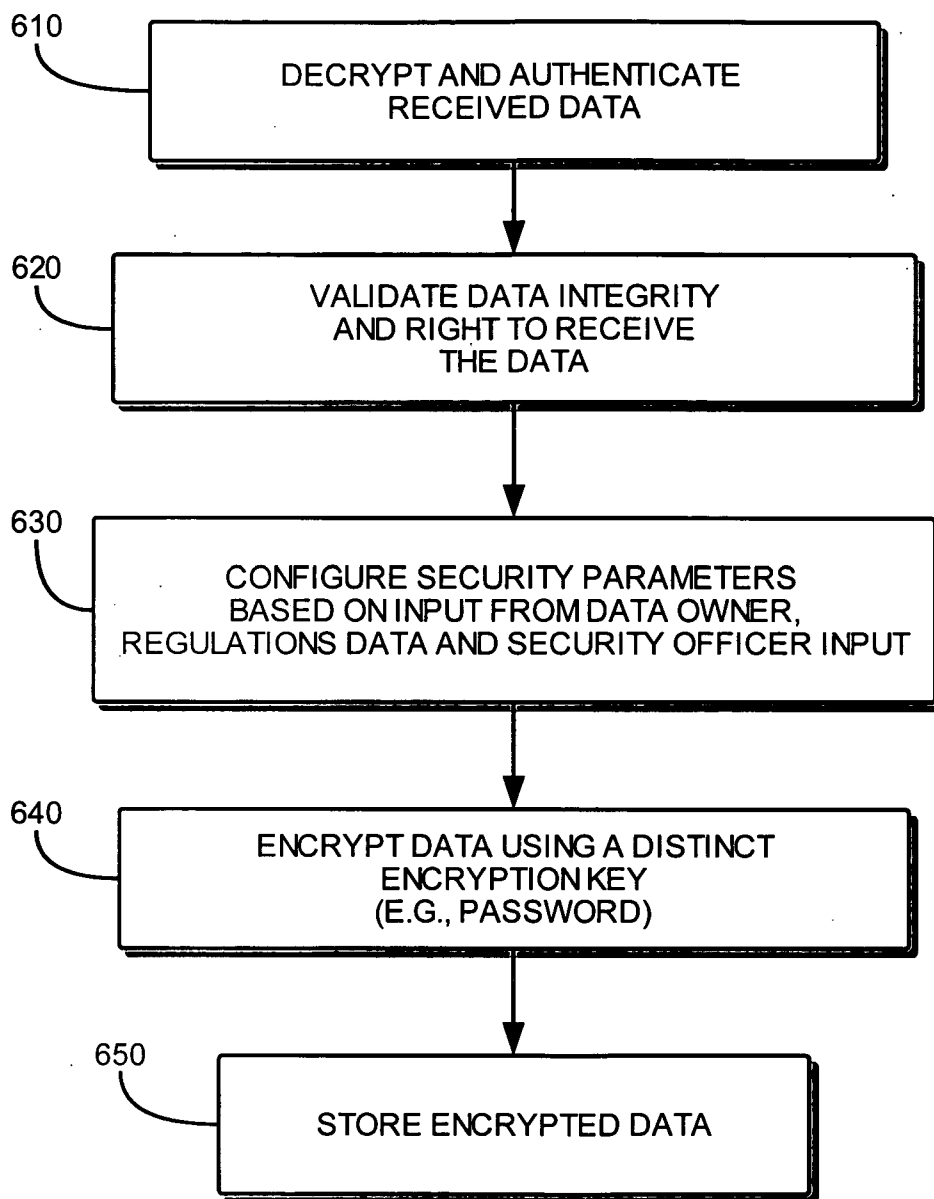 610
DECRYPT AND AUTHENTICATE
RECEIVED DATA
620
VALIDATE DATA INTEGRITY
AND RIGHT TO RECEIVE
THE DATA
630
CONFIGURE SECURITY PARAMETERS
BASED ON INPUT FROM DATA OWNER,
REGULATIONS DATA AND SECURITY OFFICER INPUT
640
ENCRYPT DATA USING A DISTINCT
ENCRYPTION KEY
(E.G., PASSWORD)
650
STORE ENCRYPTED DATA